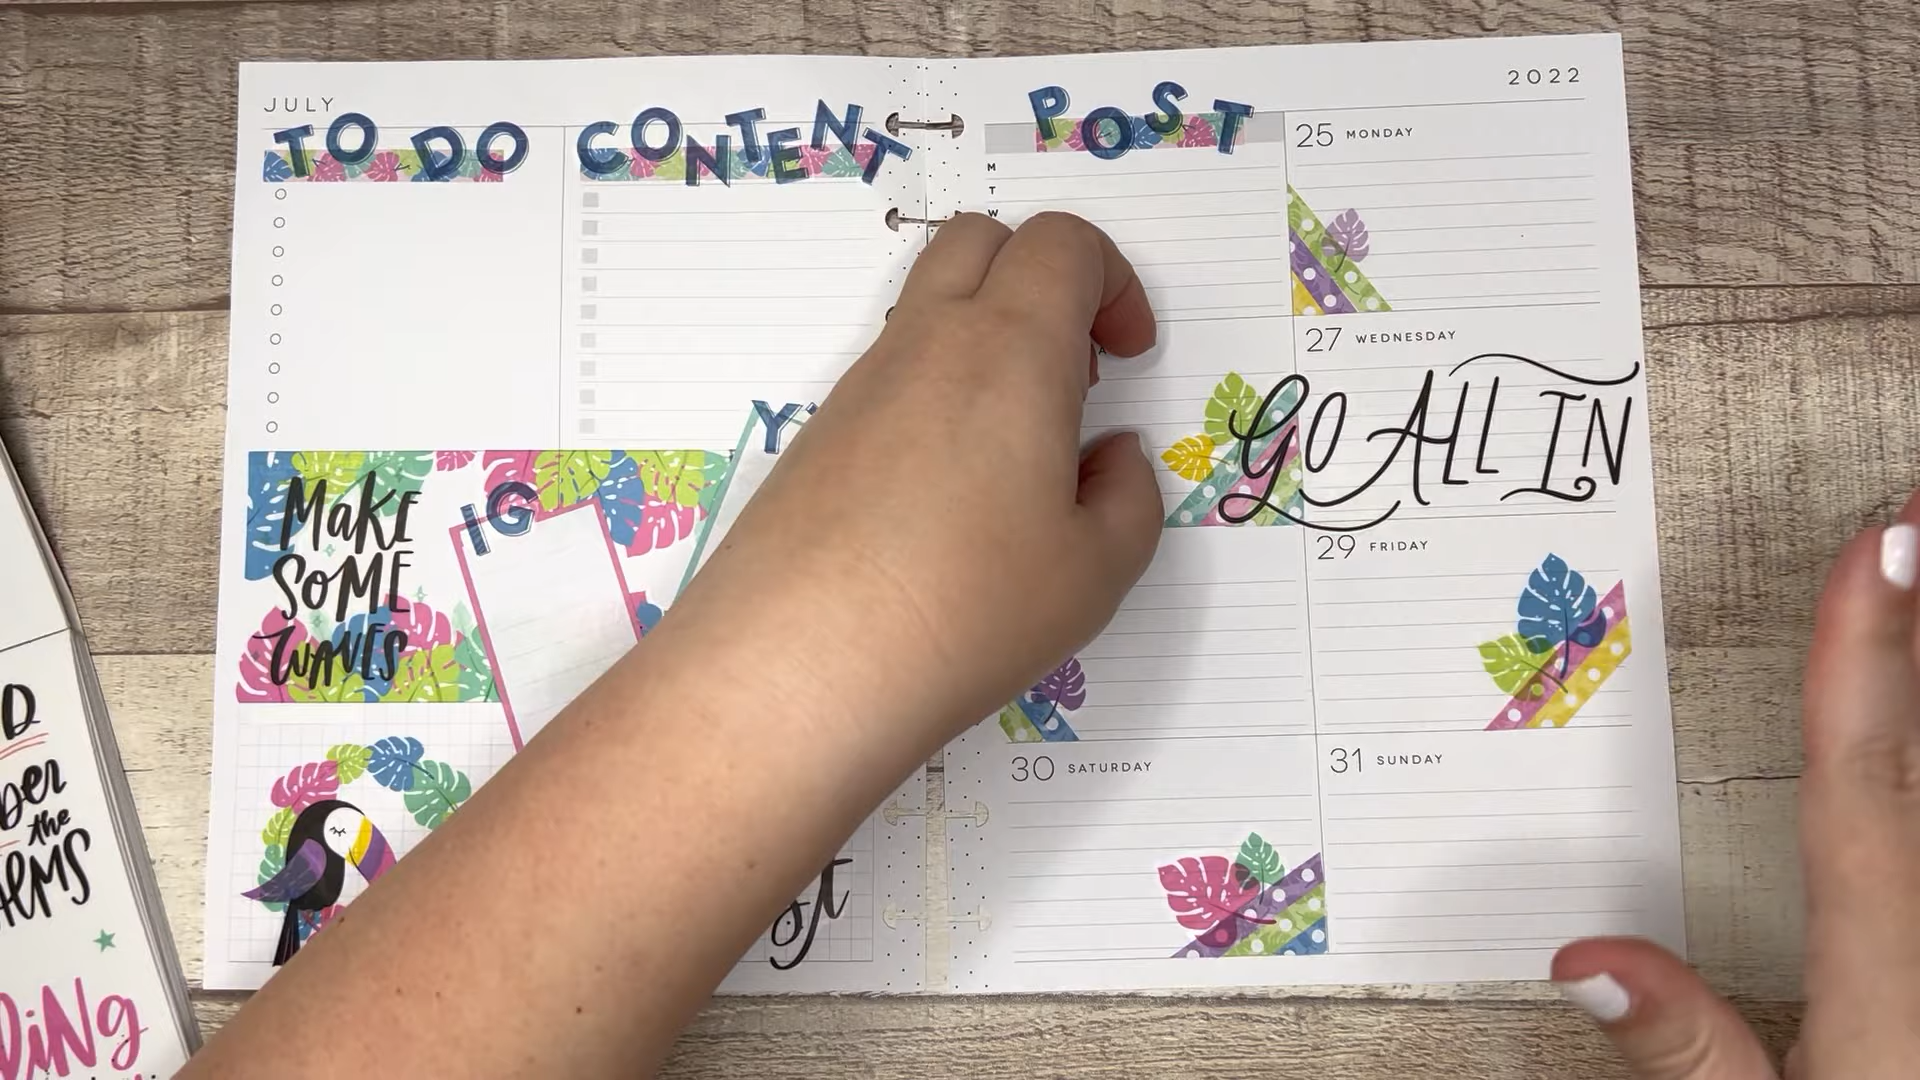 JULY
2022
TO DO
CONTENT
POST
M
T
W
25 MONDAY
27 WEDNESDAY
GO ALL IN
MAKE
SOME
WAVES
IG
Y
29 FRIDAY
30 SATURDAY
31 SUNDAY
the